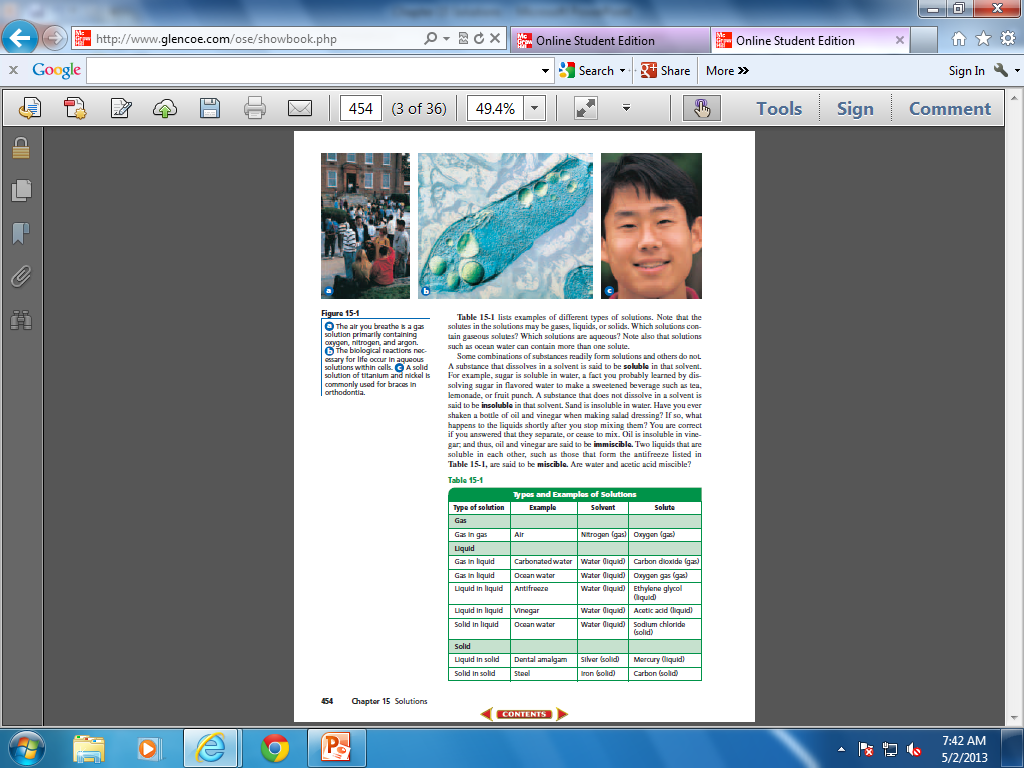 http://www.glencoe.com/ose/showbook.php
Online Student Edition
Online Student Edition
x Google
Search
Share
More »
Sign In
454
(3 of 36)
49.4%
Tools
Sign
Comment
a
b
c
Figure 15-1
a The air you breathe is a gas
solution primarily containing
oxygen, nitrogen, and argon.
b The biological reactions nec-
essary for life occur in aqueous
solutions within cells. c A solid
solution of titanium and nickel is
commonly used for braces in
orthodontia.
Table 15-1 lists examples of different types of solutions. Note that the
solutes in the solutions may be gases, liquids, or solids. Which solutions con-
tain gaseous solutes? Which solutions are aqueous? Note also that solutions
such as ocean water can contain more than one solute.
Some combinations of substances readily form solutions and others do not.
A substance that dissolves in a solvent is said to be soluble in that solvent.
For example, sugar is soluble in water, a fact you probably learned by dis-
solving sugar in flavored water to make a sweetened beverage such as tea,
lemonade, or fruit punch. A substance that does not dissolve in a solvent is
said to be insoluble in that solvent. Sand is insoluble in water. Have you ever
shaken a bottle of oil and vinegar when making salad dressing? If so, what
happens to the liquids shortly after you stop mixing them? You are correct
if you answered that they separate, or cease to mix. Oil is insoluble in vine-
gar; and thus, oil and vinegar are said to be immiscible. Two liquids that are
soluble in each other, such as those that form the antifreeze listed in
Table 15-1, are said to be miscible. Are water and acetic acid miscible?
Table 15-1
Types and Examples of Solutions
Type of solution Example Solvent Solute
Gas
Gas in gas Air Nitrogen (gas) Oxygen (gas)
Liquid
Gas in liquid Carbonated water Water (liquid) Carbon dioxide (gas)
Gas in liquid Ocean water Water (liquid) Oxygen gas (gas)
Liquid in liquid Antifreeze Water (liquid) Ethylene glycol
(liquid)
Liquid in liquid Vinegar Water (liquid) Acetic acid (liquid)
Solid in liquid Ocean water Water (liquid) Sodium chloride
(solid)
Solid
Liquid in solid Dental amalgam Silver (solid) Mercury (liquid)
Solid in solid Steel Iron (solid) Carbon (solid)
454 Chapter 15 Solutions
CONTENTS
7:42 AM
5/2/2013